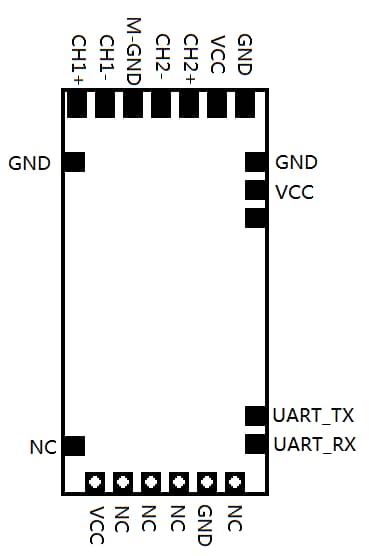 CH1+
CH1-
M-GND
CH2-
CH2+
VCC
GND
GND
GND
VCC
UART_TX
NC
UART_RX
VCC
NC
NC
NC
GND
NC